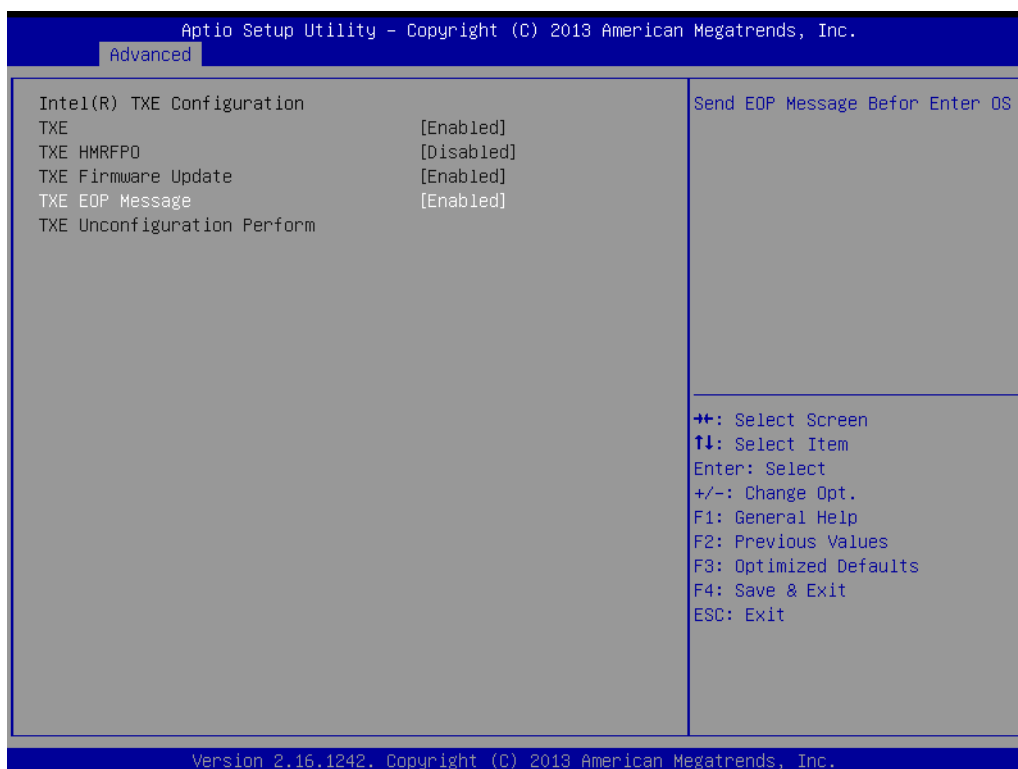 Aptio Setup Utility – Copyright (C) 2013 American Megatrends, Inc.
Advanced
Intel(R) TXE Configuration
TXE [Enabled]
TXE HMRFPO [Disabled]
TXE Firmware Update [Enabled]
TXE EOP Message [Enabled]
TXE Unconfiguration Perform
Send EOP Message Befor Enter OS
→←: Select Screen
↑↓: Select Item
Enter: Select
+/-: Change Opt.
F1: General Help
F2: Previous Values
F3: Optimized Defaults
F4: Save & Exit
ESC: Exit
Version 2.16.1242. Copyright (C) 2013 American Megatrends, Inc.